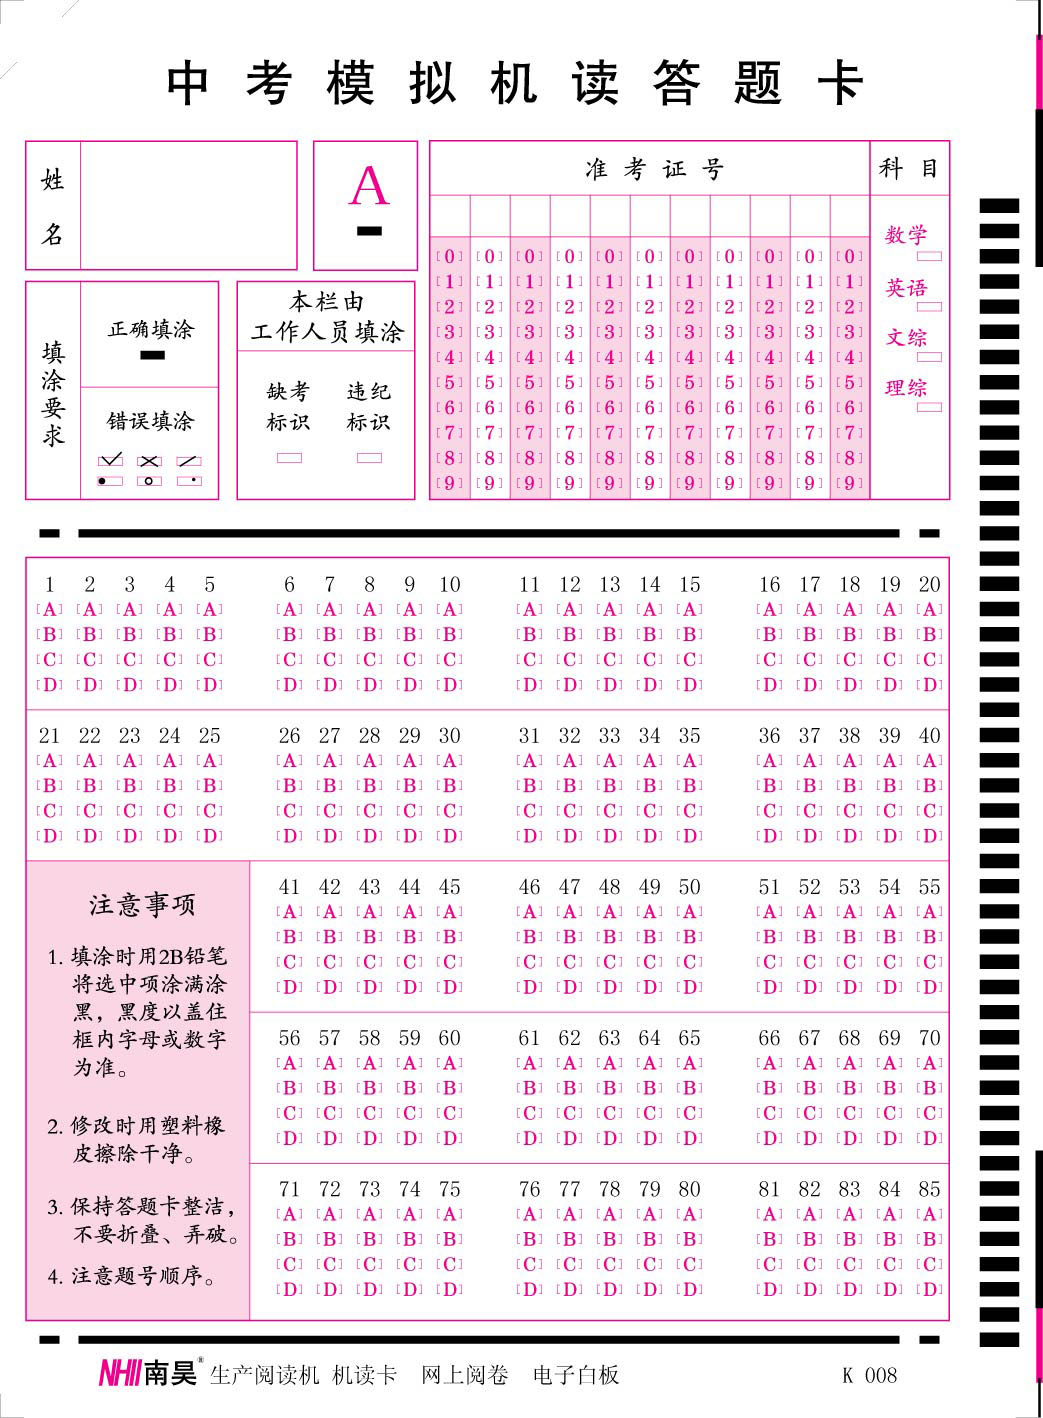 中考模拟机读答题卡
姓名
A
准考证号
科目
[0] [0] [0] [0] [0] [0] [0] [0] [0] [0] [0]
[1] [1] [1] [1] [1] [1] [1] [1] [1] [1] [1]
[2] [2] [2] [2] [2] [2] [2] [2] [2] [2] [2]
[3] [3] [3] [3] [3] [3] [3] [3] [3] [3] [3]
[4] [4] [4] [4] [4] [4] [4] [4] [4] [4] [4]
[5] [5] [5] [5] [5] [5] [5] [5] [5] [5] [5]
[6] [6] [6] [6] [6] [6] [6] [6] [6] [6] [6]
[7] [7] [7] [7] [7] [7] [7] [7] [7] [7] [7]
[8] [8] [8] [8] [8] [8] [8] [8] [8] [8] [8]
[9] [9] [9] [9] [9] [9] [9] [9] [9] [9] [9]
数学
英语
文综
理综
填涂要求
正确填涂
错误填涂
本栏由
工作人员填涂
缺考 违纪
标识 标识
1 2 3 4 5 6 7 8 9 10 11 12 13 14 15 16 17 18 19 20
[A] [A] [A] [A] [A] [A] [A] [A] [A] [A] [A] [A] [A] [A] [A] [A] [A] [A] [A] [A]
[B] [B] [B] [B] [B] [B] [B] [B] [B] [B] [B] [B] [B] [B] [B] [B] [B] [B] [B] [B]
[C] [C] [C] [C] [C] [C] [C] [C] [C] [C] [C] [C] [C] [C] [C] [C] [C] [C] [C] [C]
[D] [D] [D] [D] [D] [D] [D] [D] [D] [D] [D] [D] [D] [D] [D] [D] [D] [D] [D] [D]
21 22 23 24 25 26 27 28 29 30 31 32 33 34 35 36 37 38 39 40
[A] [A] [A] [A] [A] [A] [A] [A] [A] [A] [A] [A] [A] [A] [A] [A] [A] [A] [A] [A]
[B] [B] [B] [B] [B] [B] [B] [B] [B] [B] [B] [B] [B] [B] [B] [B] [B] [B] [B] [B]
[C] [C] [C] [C] [C] [C] [C] [C] [C] [C] [C] [C] [C] [C] [C] [C] [C] [C] [C] [C]
[D] [D] [D] [D] [D] [D] [D] [D] [D] [D] [D] [D] [D] [D] [D] [D] [D] [D] [D] [D]
注意事项
1. 填涂时用2B铅笔
将选中项涂满涂
黑，黑度以盖住
框内字母或数字
为准。
2. 修改时用塑料橡
皮擦除干净。
3. 保持答题卡整洁，
不要折叠、弄破。
4. 注意题号顺序。
41 42 43 44 45 46 47 48 49 50 51 52 53 54 55
[A] [A] [A] [A] [A] [A] [A] [A] [A] [A] [A] [A] [A] [A] [A]
[B] [B] [B] [B] [B] [B] [B] [B] [B] [B] [B] [B] [B] [B] [B]
[C] [C] [C] [C] [C] [C] [C] [C] [C] [C] [C] [C] [C] [C] [C]
[D] [D] [D] [D] [D] [D] [D] [D] [D] [D] [D] [D] [D] [D] [D]
56 57 58 59 60 61 62 63 64 65 66 67 68 69 70
[A] [A] [A] [A] [A] [A] [A] [A] [A] [A] [A] [A] [A] [A] [A]
[B] [B] [B] [B] [B] [B] [B] [B] [B] [B] [B] [B] [B] [B] [B]
[C] [C] [C] [C] [C] [C] [C] [C] [C] [C] [C] [C] [C] [C] [C]
[D] [D] [D] [D] [D] [D] [D] [D] [D] [D] [D] [D] [D] [D] [D]
71 72 73 74 75 76 77 78 79 80 81 82 83 84 85
[A] [A] [A] [A] [A] [A] [A] [A] [A] [A] [A] [A] [A] [A] [A]
[B] [B] [B] [B] [B] [B] [B] [B] [B] [B] [B] [B] [B] [B] [B]
[C] [C] [C] [C] [C] [C] [C] [C] [C] [C] [C] [C] [C] [C] [C]
[D] [D] [D] [D] [D] [D] [D] [D] [D] [D] [D] [D] [D] [D] [D]
NHII南昊® 生产阅读机 机读卡 网上阅卷 电子白板 K 008